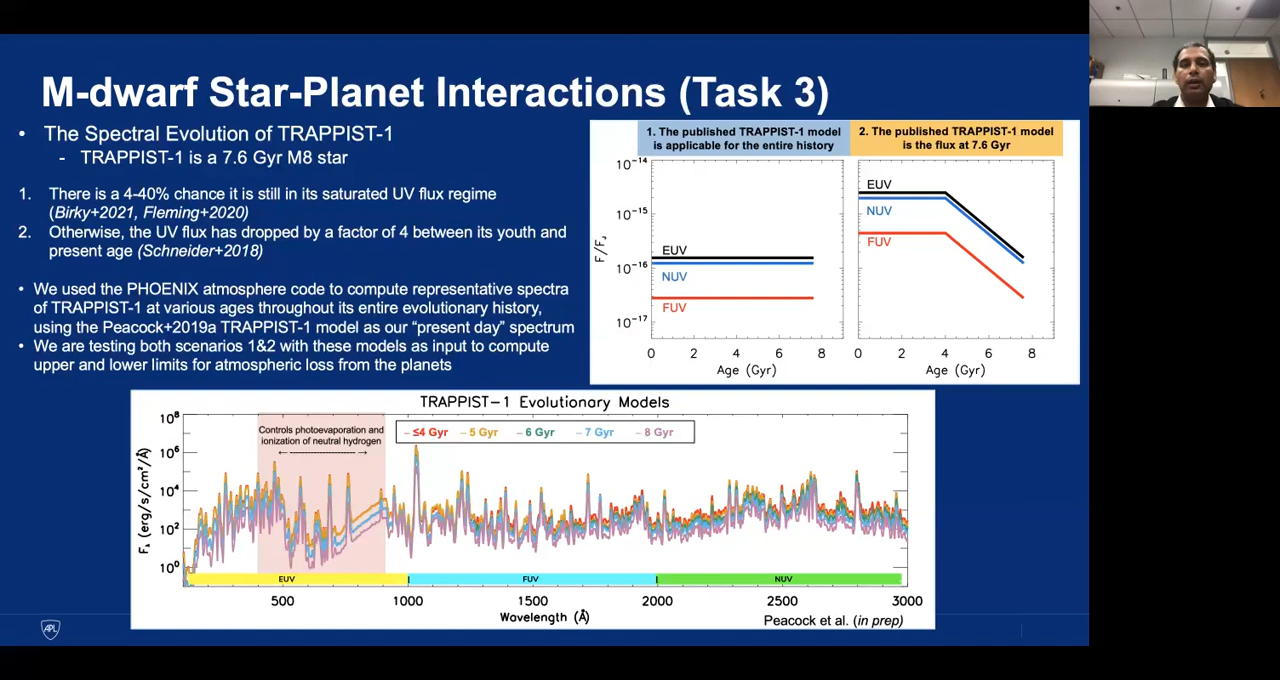 M-dwarf Star-Planet Interactions (Task 3)
• The Spectral Evolution of TRAPPIST-1
- TRAPPIST-1 is a 7.6 Gyr M8 star
1. There is a 4-40% chance it is still in its saturated UV flux regime
(Birky+2021, Fleming+2020)
2. Otherwise, the UV flux has dropped by a factor of 4 between its youth and
present age (Schneider+2018)
• We used the PHOENIX atmosphere code to compute representative spectra
of TRAPPIST-1 at various ages throughout its entire evolutionary history,
using the Peacock+2019a TRAPPIST-1 model as our “present day” spectrum
• We are testing both scenarios 1&2 with these models as input to compute
upper and lower limits for atmospheric loss from the planets
1. The published TRAPPIST-1 model
is applicable for the entire history
2. The published TRAPPIST-1 model
is the flux at 7.6 Gyr
10⁻¹⁴
10⁻¹⁵
10⁻¹⁶
10⁻¹⁷
EUV
NUV
FUV
EUV
NUV
FUV
0 2 4 6 8
0 2 4 6 8
Age (Gyr)
Age (Gyr)
TRAPPIST-1 Evolutionary Models
Controls photoevaporation and
ionization of neutral hydrogen
≤4 Gyr – 5 Gyr – 6 Gyr – 7 Gyr – 8 Gyr
10⁸
10⁶
10⁴
10²
10⁰
Fλ (erg/s/cm²/Å)
EUV FUV NUV
500 1000 1500 2000 2500 3000
Wavelength (Å)
Peacock et al. (in prep)
APL